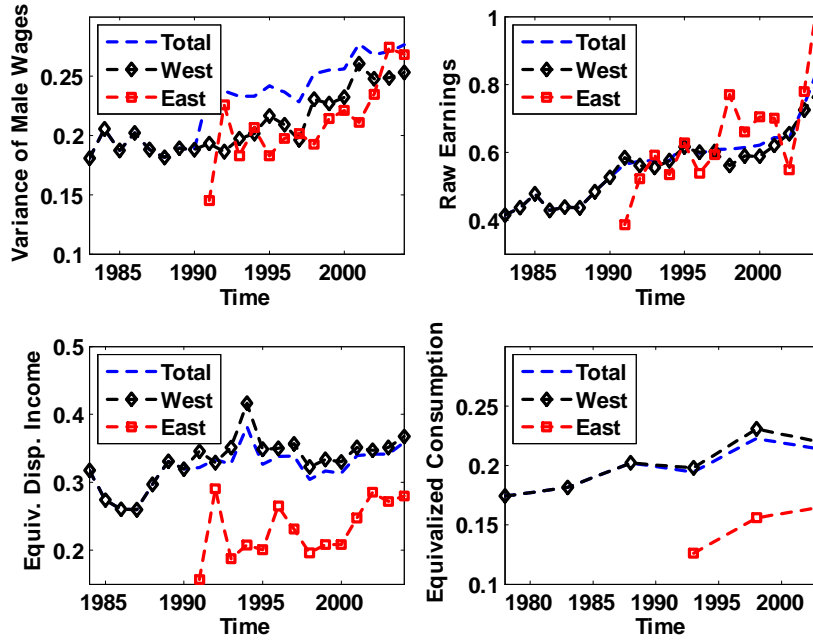 Variance of Male Wages
0.25
0.2
0.15
0.1
Total
West
East
1985 1990 1995 2000
Time
Raw Earnings
1
0.8
0.6
0.4
Total
West
East
1985 1990 1995 2000
Time
Equiv. Disp. Income
0.5
0.4
0.3
0.2
Total
West
East
1985 1990 1995 2000
Time
Equivalized Consumption
0.25
0.2
0.15
0.1
Total
West
East
1980 1985 1990 1995 2000
Time